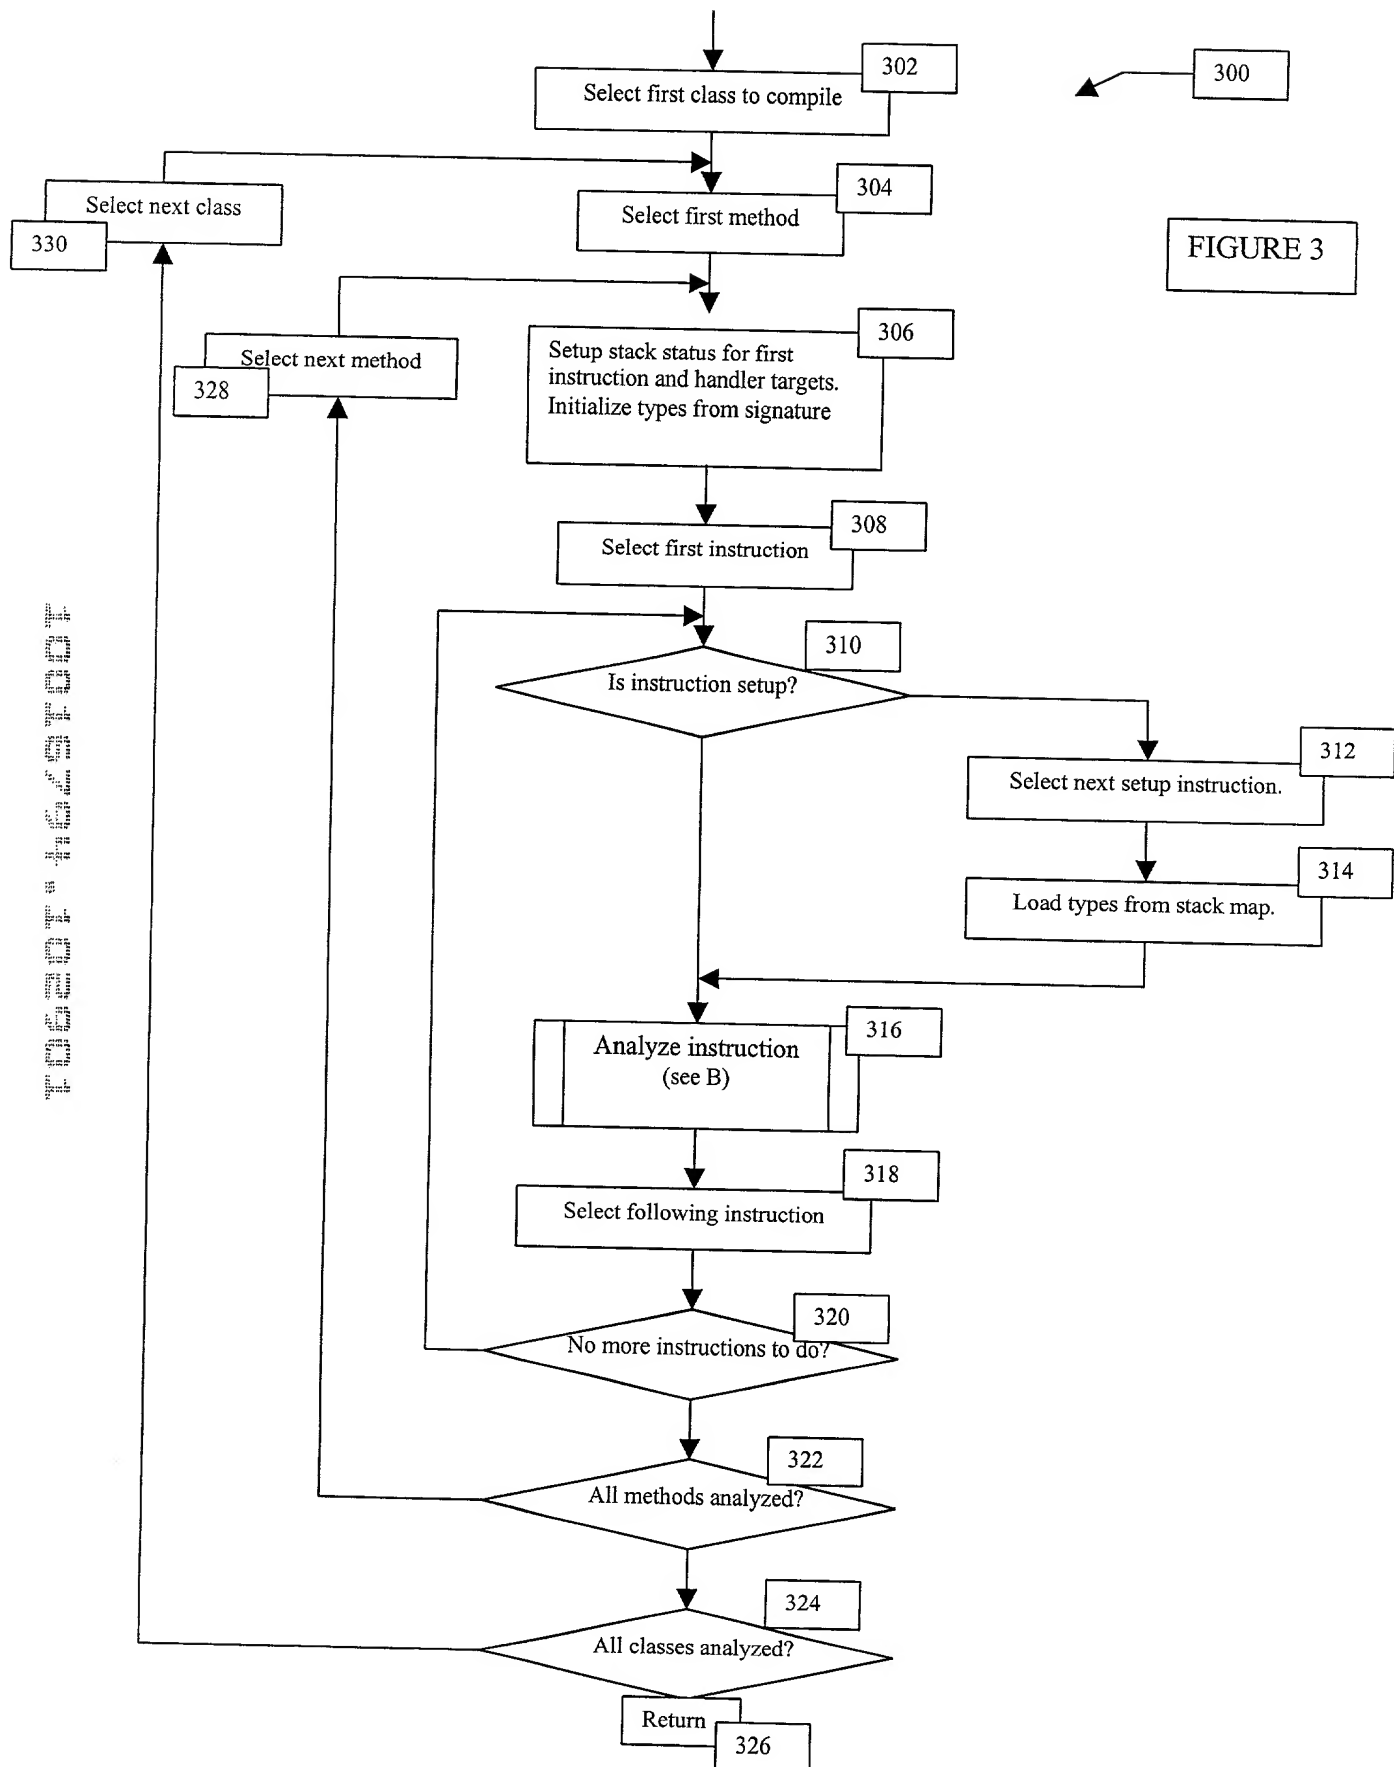 302
300
Select first class to compile
304
Select next class
Select first method
330
FIGURE 3
306
Setup stack status for first
instruction and handler targets.
Initialize types from signature
Select next method
328
308
Select first instruction
310
Is instruction setup?
312
Select next setup instruction.
314
Load types from stack map.
316
Analyze instruction
(see B)
318
Select following instruction
320
No more instructions to do?
322
All methods analyzed?
324
All classes analyzed?
Return
326